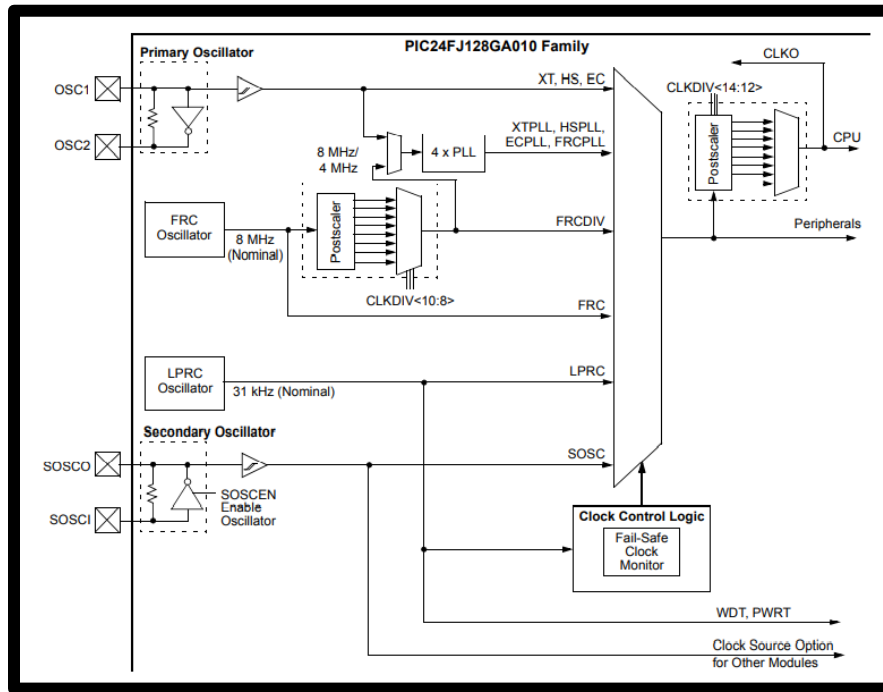 PIC24FJ128GA010 Family
Primary Oscillator
OSC1
OSC2
XT, HS, EC
CLKO
CLKDIV<14:12>
XTPLL, HSPLL,
ECPLL, FRCPLL
8 MHz/
4 MHz
4 x PLL
Postscaler
CPU
FRC
Oscillator
8 MHz
(Nominal)
Postscaler
FRCDIV
Peripherals
CLKDIV<10:8>
FRC
LPRC
Oscillator
31 kHz (Nominal)
LPRC
Secondary Oscillator
SOSCO
SOSC
SOSCEN
Enable
Oscillator
SOSCI
Clock Control Logic
Fail-Safe
Clock
Monitor
WDT, PWRT
Clock Source Option
for Other Modules